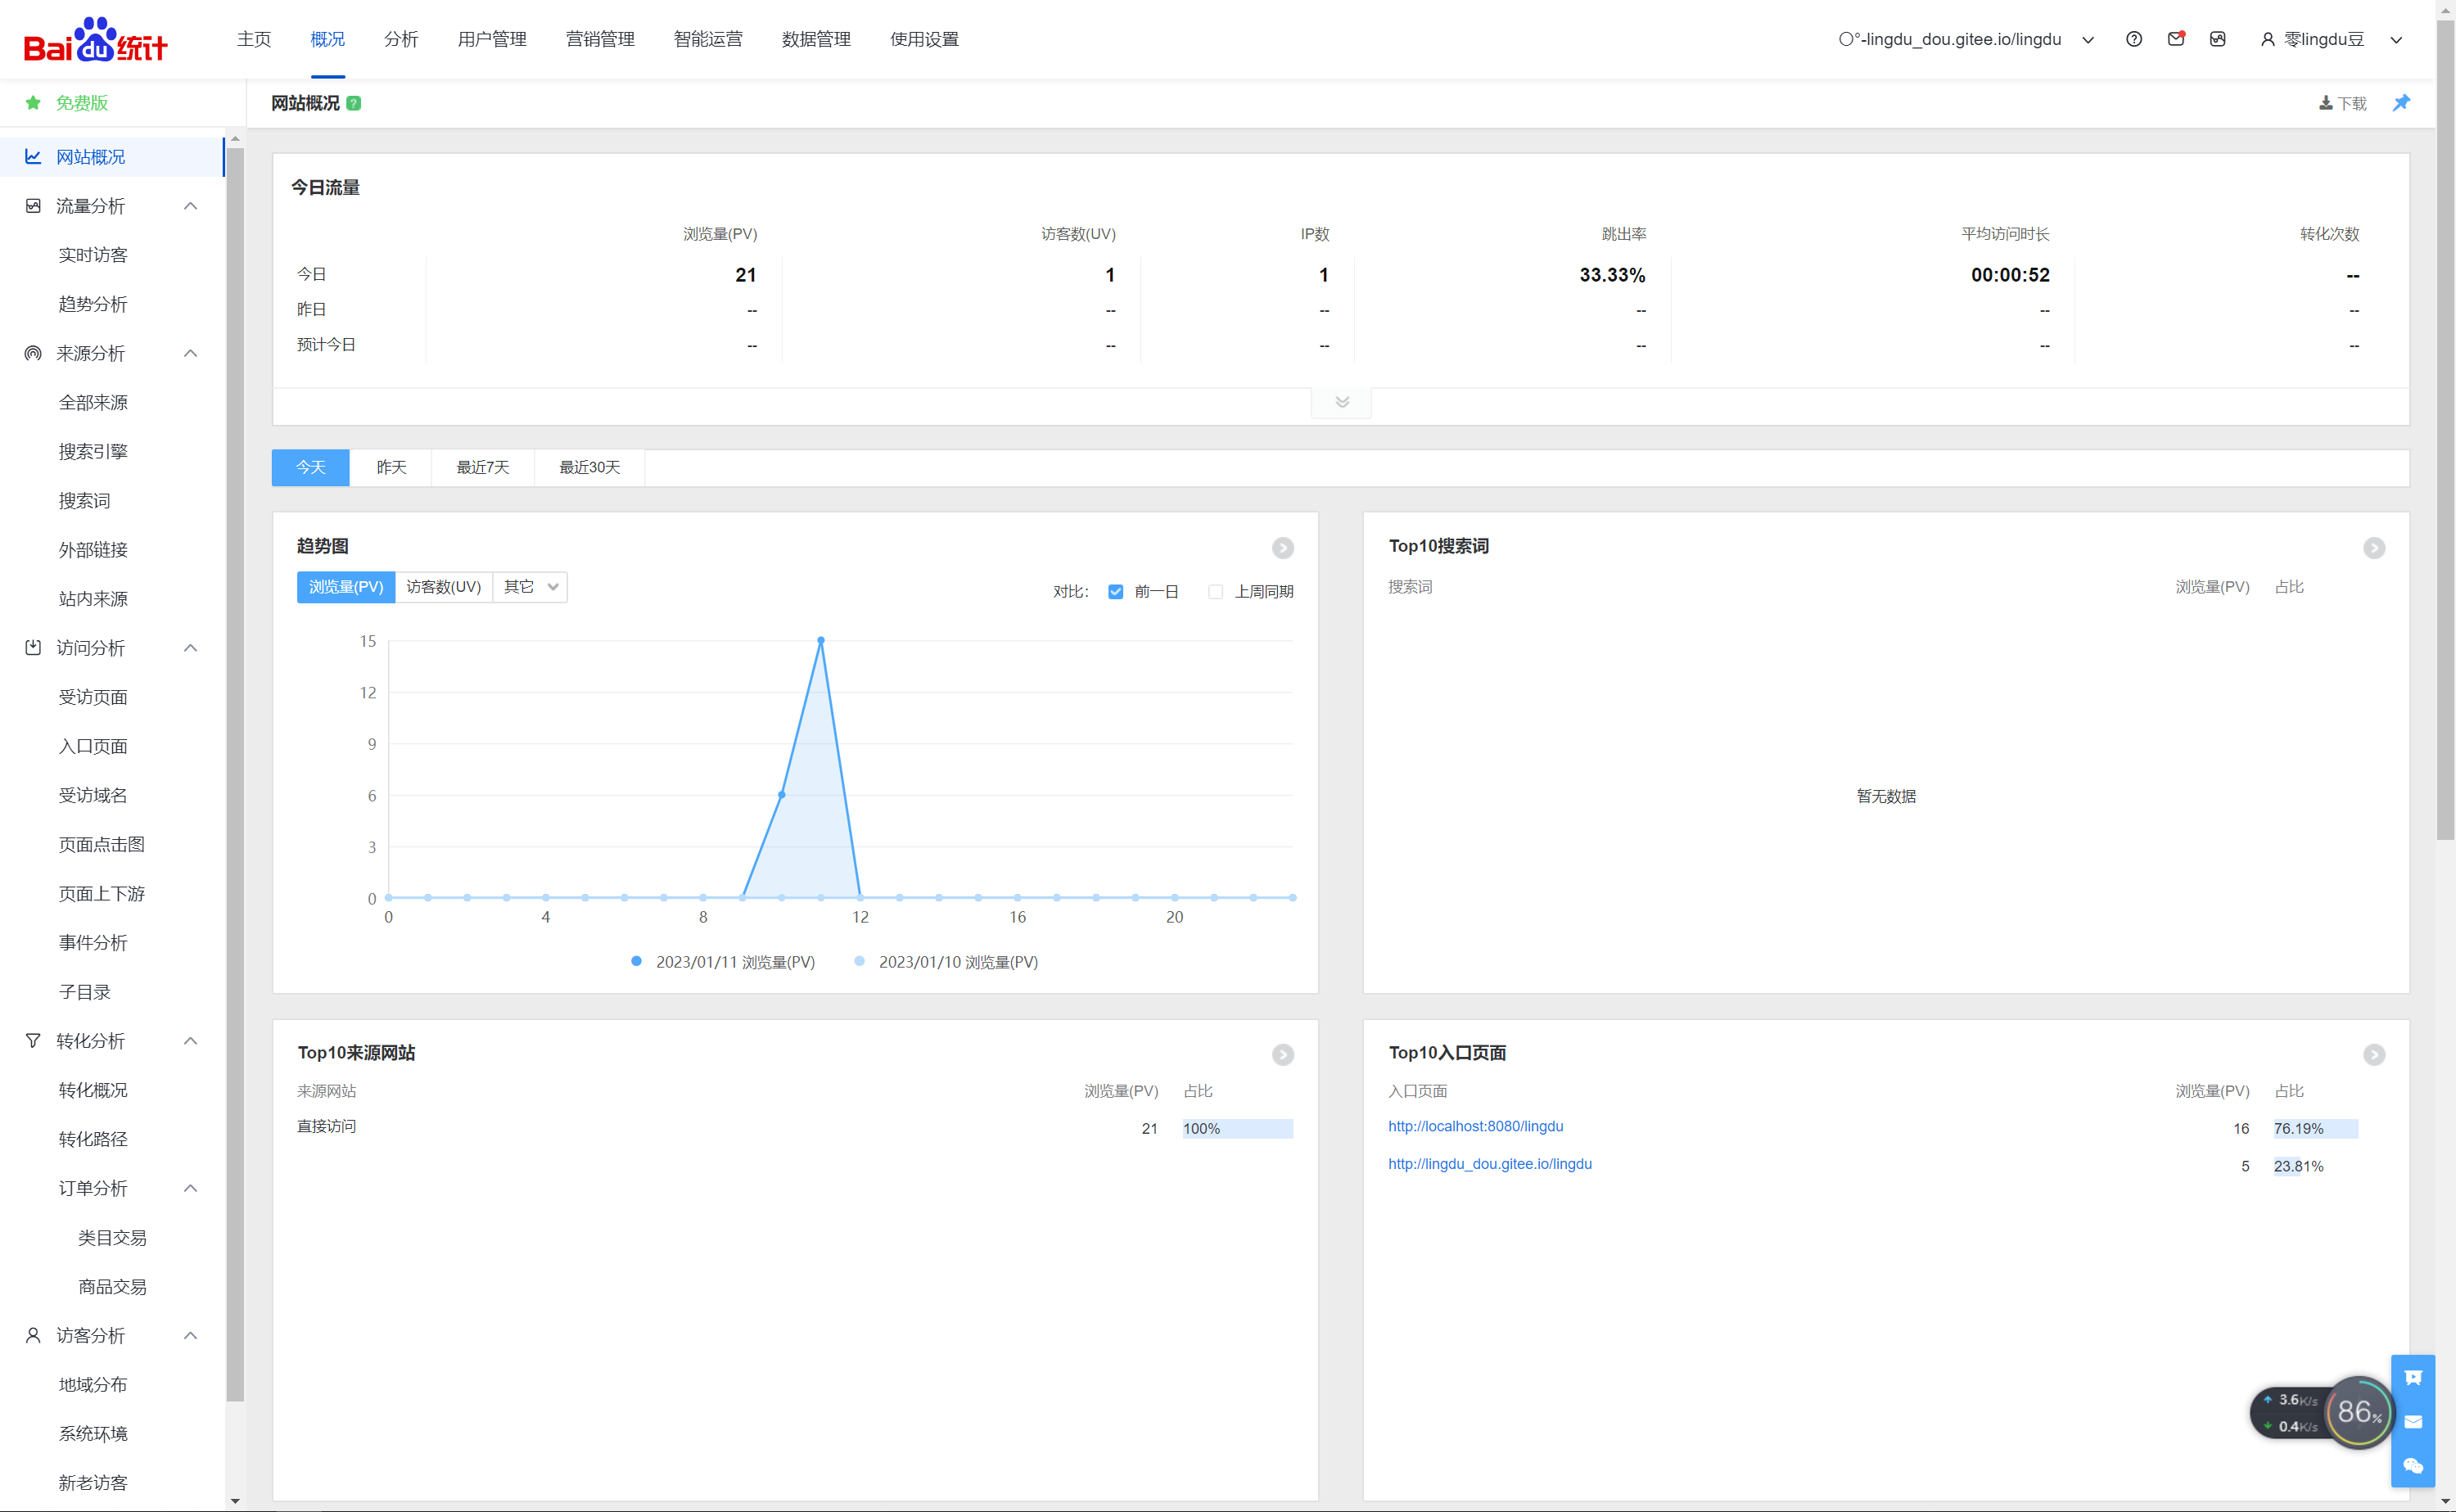 Bai du 统计
主页 概况 分析 用户管理 营销管理 智能运营 数据管理 使用设置
〇°-lingdu_dou.gitee.io/lingdu
零lingdu豆
免费版
网站概况
流量分析
实时访客
趋势分析
来源分析
全部来源
搜索引擎
搜索词
外部链接
站内来源
访问分析
受访页面
入口页面
受访域名
页面点击图
页面上下游
事件分析
子目录
转化分析
转化概况
转化路径
订单分析
类目交易
商品交易
访客分析
地域分布
系统环境
新老访客
网站概况 ?
下载
今日流量
浏览量(PV) 访客数(UV) IP数 跳出率 平均访问时长 转化次数
今日 21 1 1 33.33% 00:00:52 --
昨日 -- -- -- -- -- --
预计今日 -- -- -- -- -- --
今天 昨天 最近7天 最近30天
趋势图
浏览量(PV) 访客数(UV) 其它
对比： 前一日 上周同期
15
12
9
6
3
0
0 4 8 12 16 20
2023/01/11 浏览量(PV) 2023/01/10 浏览量(PV)
Top10搜索词
搜索词 浏览量(PV) 占比
暂无数据
Top10来源网站
来源网站 浏览量(PV) 占比
直接访问 21 100%
Top10入口页面
入口页面 浏览量(PV) 占比
http://localhost:8080/lingdu 16 76.19%
http://lingdu_dou.gitee.io/lingdu 5 23.81%
3.6K/s
0.4K/s
86%